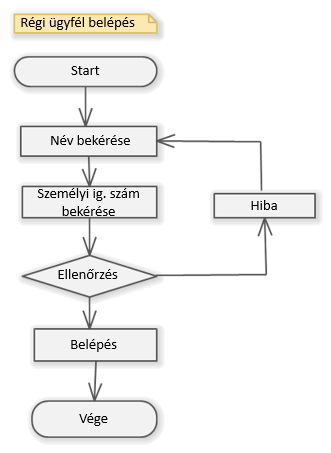 Régi ügyfél belépés
Start
Név bekérése
Személyi ig. szám
bekérése
Hiba
Ellenőrzés
Belépés
Vége